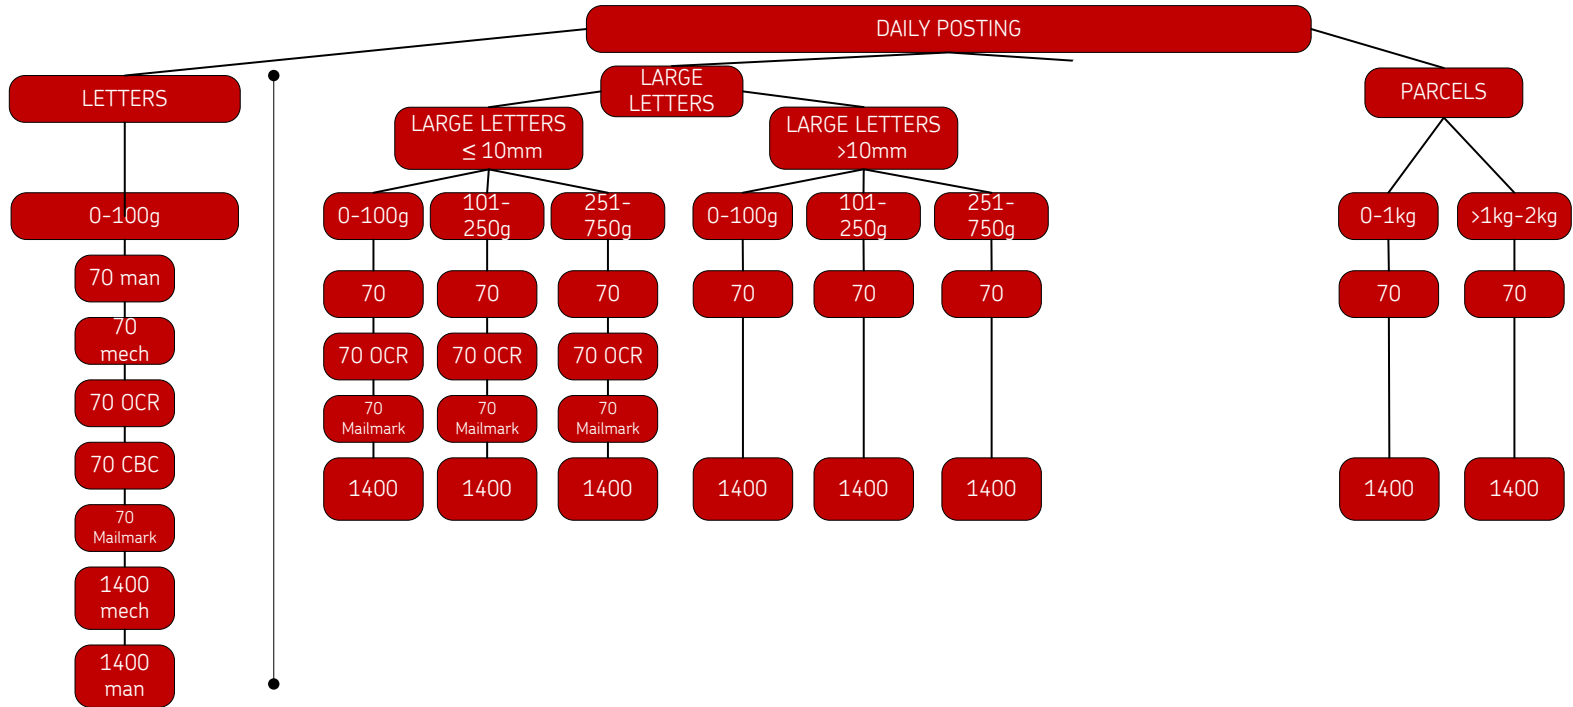 DAILY POSTING
LETTERS
LARGE
LETTERS
PARCELS
LARGE LETTERS
≤ 10mm
LARGE LETTERS
>10mm
0-100g
0-100g
101-
250g
251-
750g
0-100g
101-
250g
251-
750g
0-1kg
>1kg-2kg
70 man
70
mech
70 OCR
70 CBC
70
Mailmark
1400
mech
1400
man
70
70
70
70
70
70
70
70
70 OCR
70 OCR
70 OCR
70
Mailmark
70
Mailmark
70
Mailmark
1400
1400
1400
1400
1400
1400
1400
1400